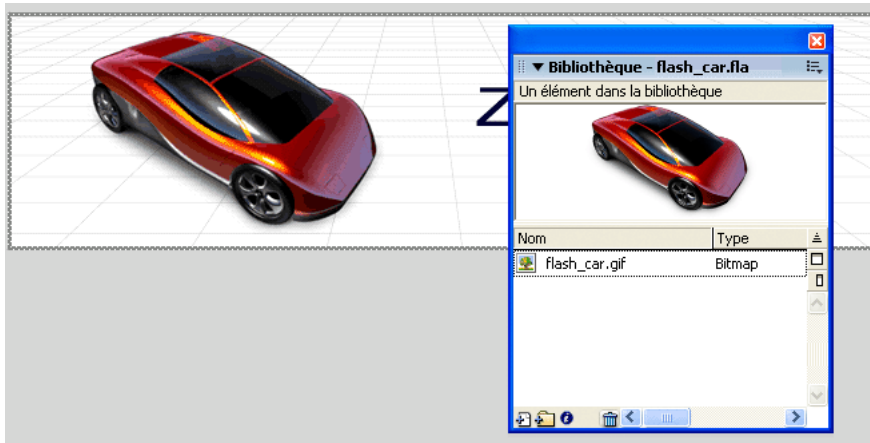 Bibliothèque - flash_car.fla
Un élément dans la bibliothèque
Z
Nom Type
flash_car.gif Bitmap